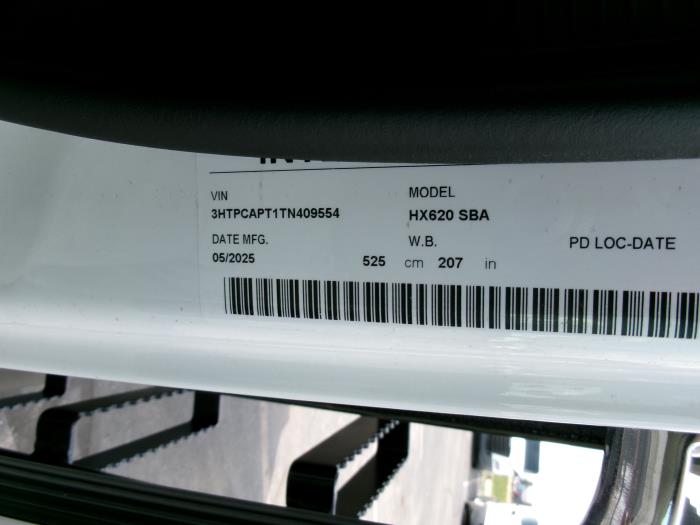 VIN MODEL
3HTPCAPT1TN409554 HX620 SBA
DATE MFG. W.B. PD LOC-DATE
05/2025 525 cm 207 in